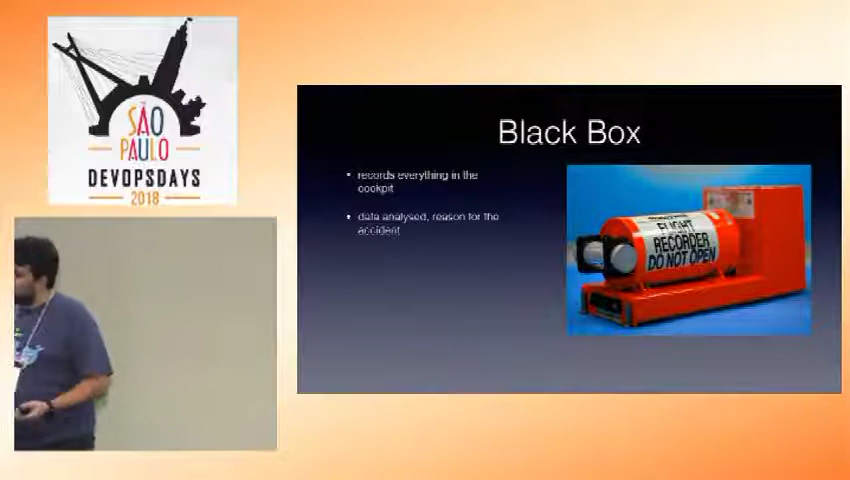 SÃO
PAULO
DEVOPSDAYS
2018
Black Box
• records everything in the
cockpit
• data analysed, reason for the
accident
FLIGHT
RECORDER
DO NOT OPEN